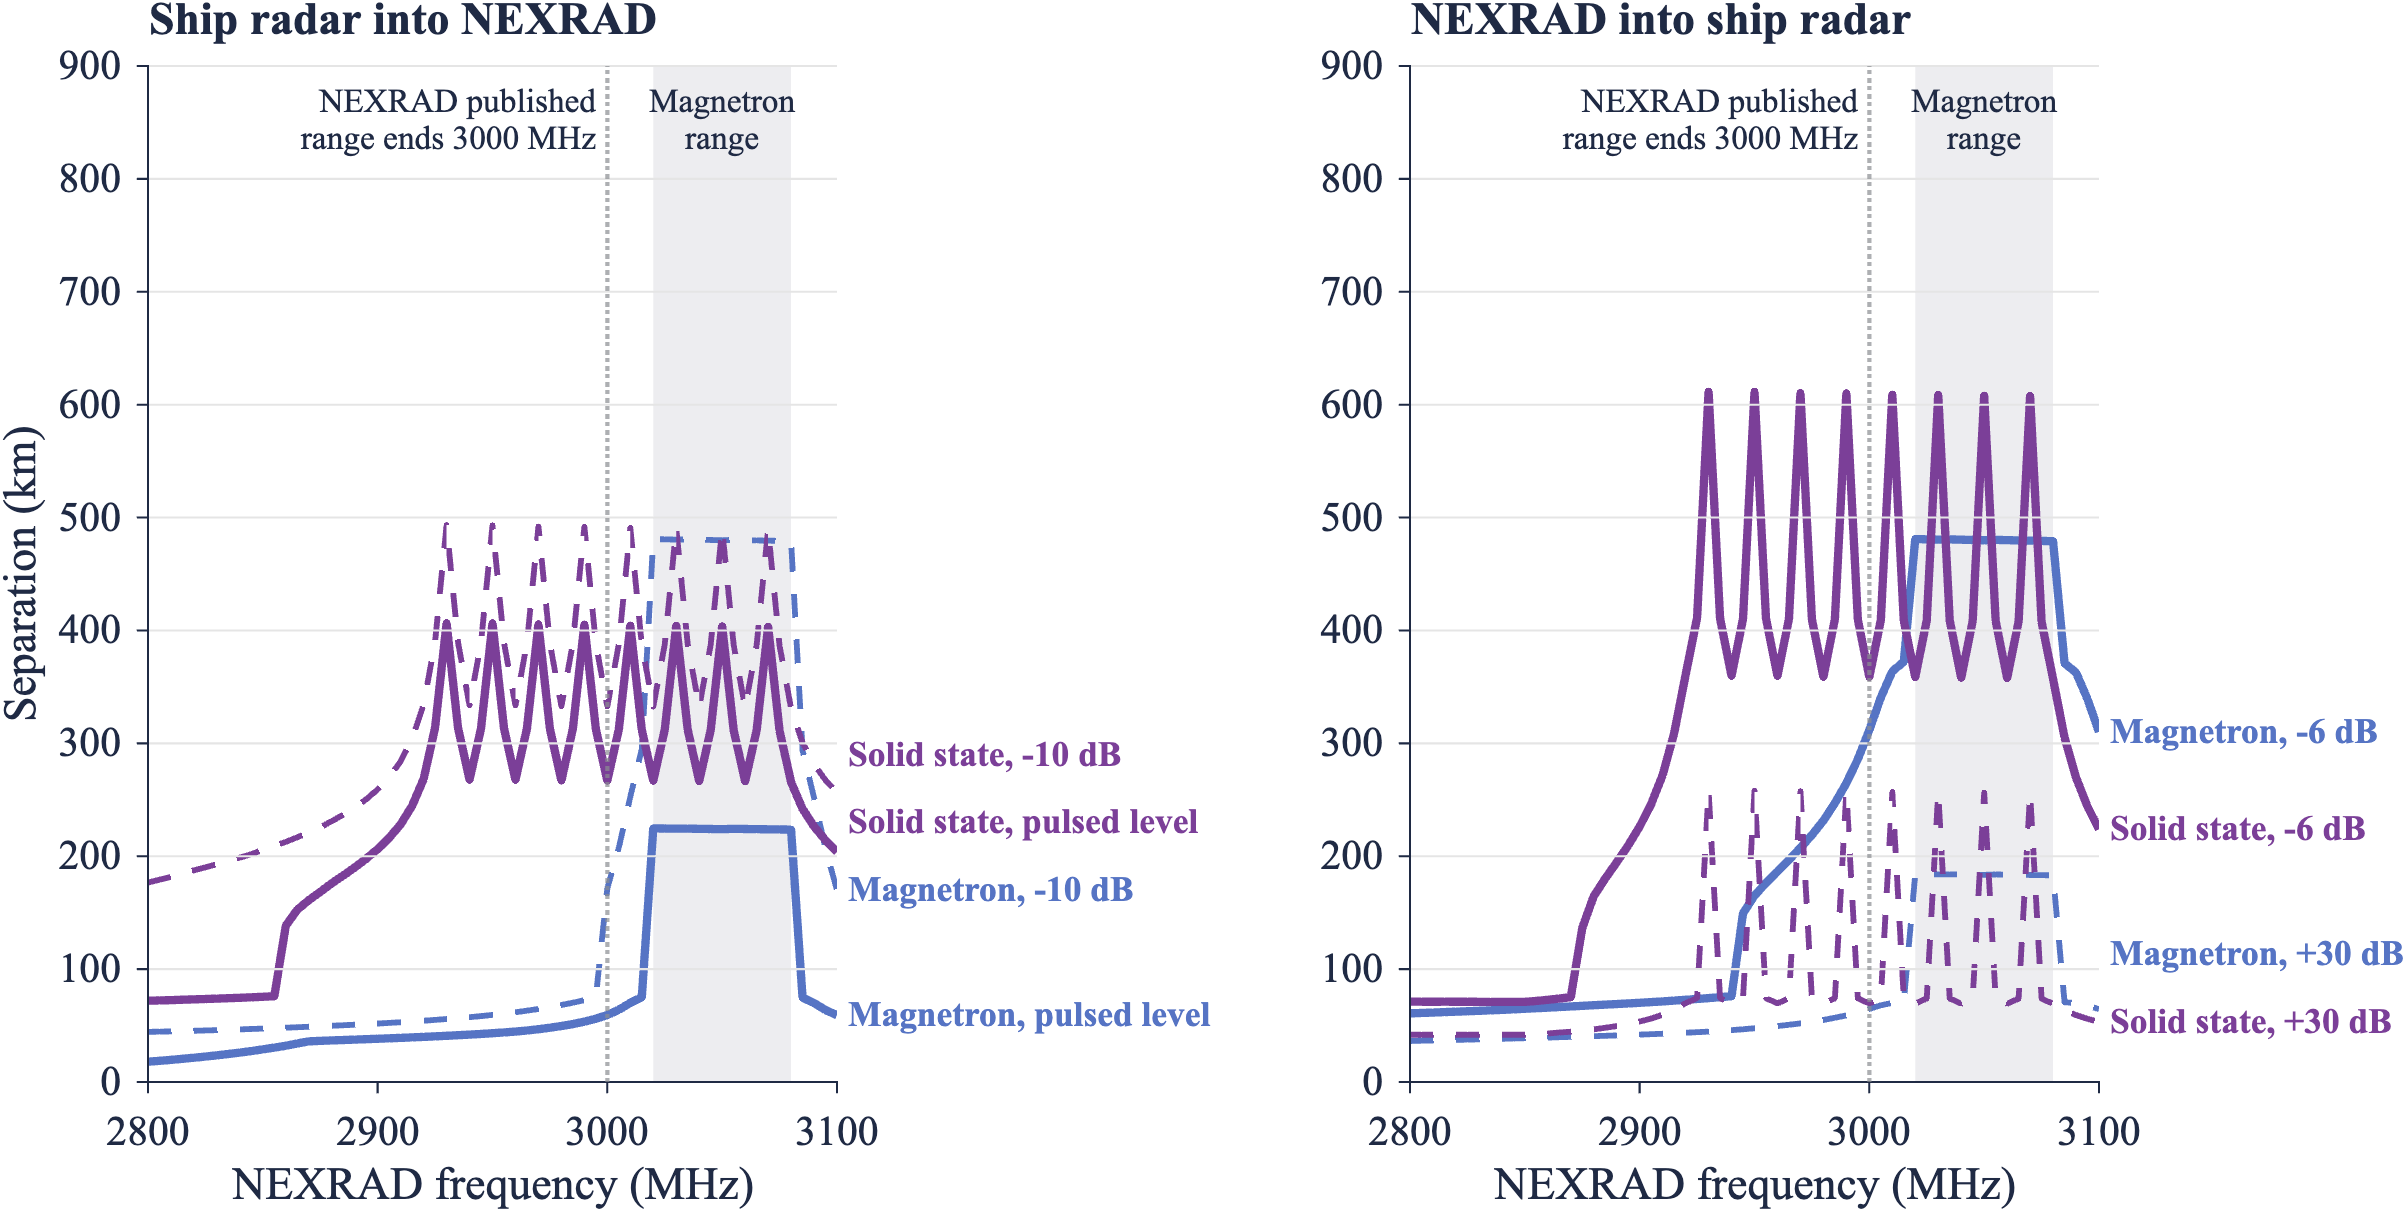 Ship radar into NEXRAD
900
800
700
600
500
400
300
200
100
0
Separation (km)
NEXRAD published
range ends 3000 MHz
Magnetron
range
Solid state, -10 dB
Solid state, pulsed level
Magnetron, -10 dB
Magnetron, pulsed level
2800 2900 3000 3100
NEXRAD frequency (MHz)
NEXRAD into ship radar
900
800
700
600
500
400
300
200
100
0
NEXRAD published
range ends 3000 MHz
Magnetron
range
Magnetron, -6 dB
Solid state, -6 dB
Magnetron, +30 dB
Solid state, +30 dB
2800 2900 3000 3100
NEXRAD frequency (MHz)